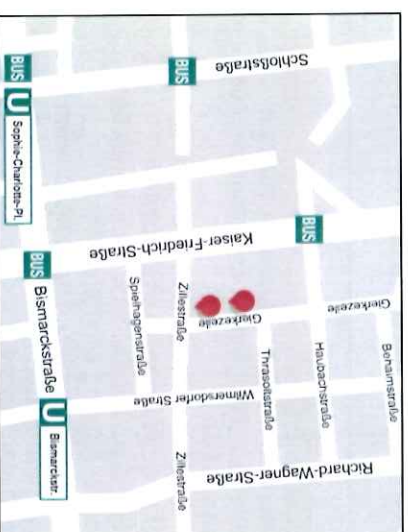 Schloßstraße
BUS
BUS
U Sophie-Charlotte-Pl.
Kaiser-Friedrich-Straße
BUS
BUS
Bismarckstraße
U Bismarckstr.
Spielhagenstraße
Zillestraße
Gierkezeile
Gierkezeile
Thrasoltstraße
Haubachstraße
Behaimstraße
Wilmersdorfer Straße
Zillestraße
Richard-Wagner-Straße